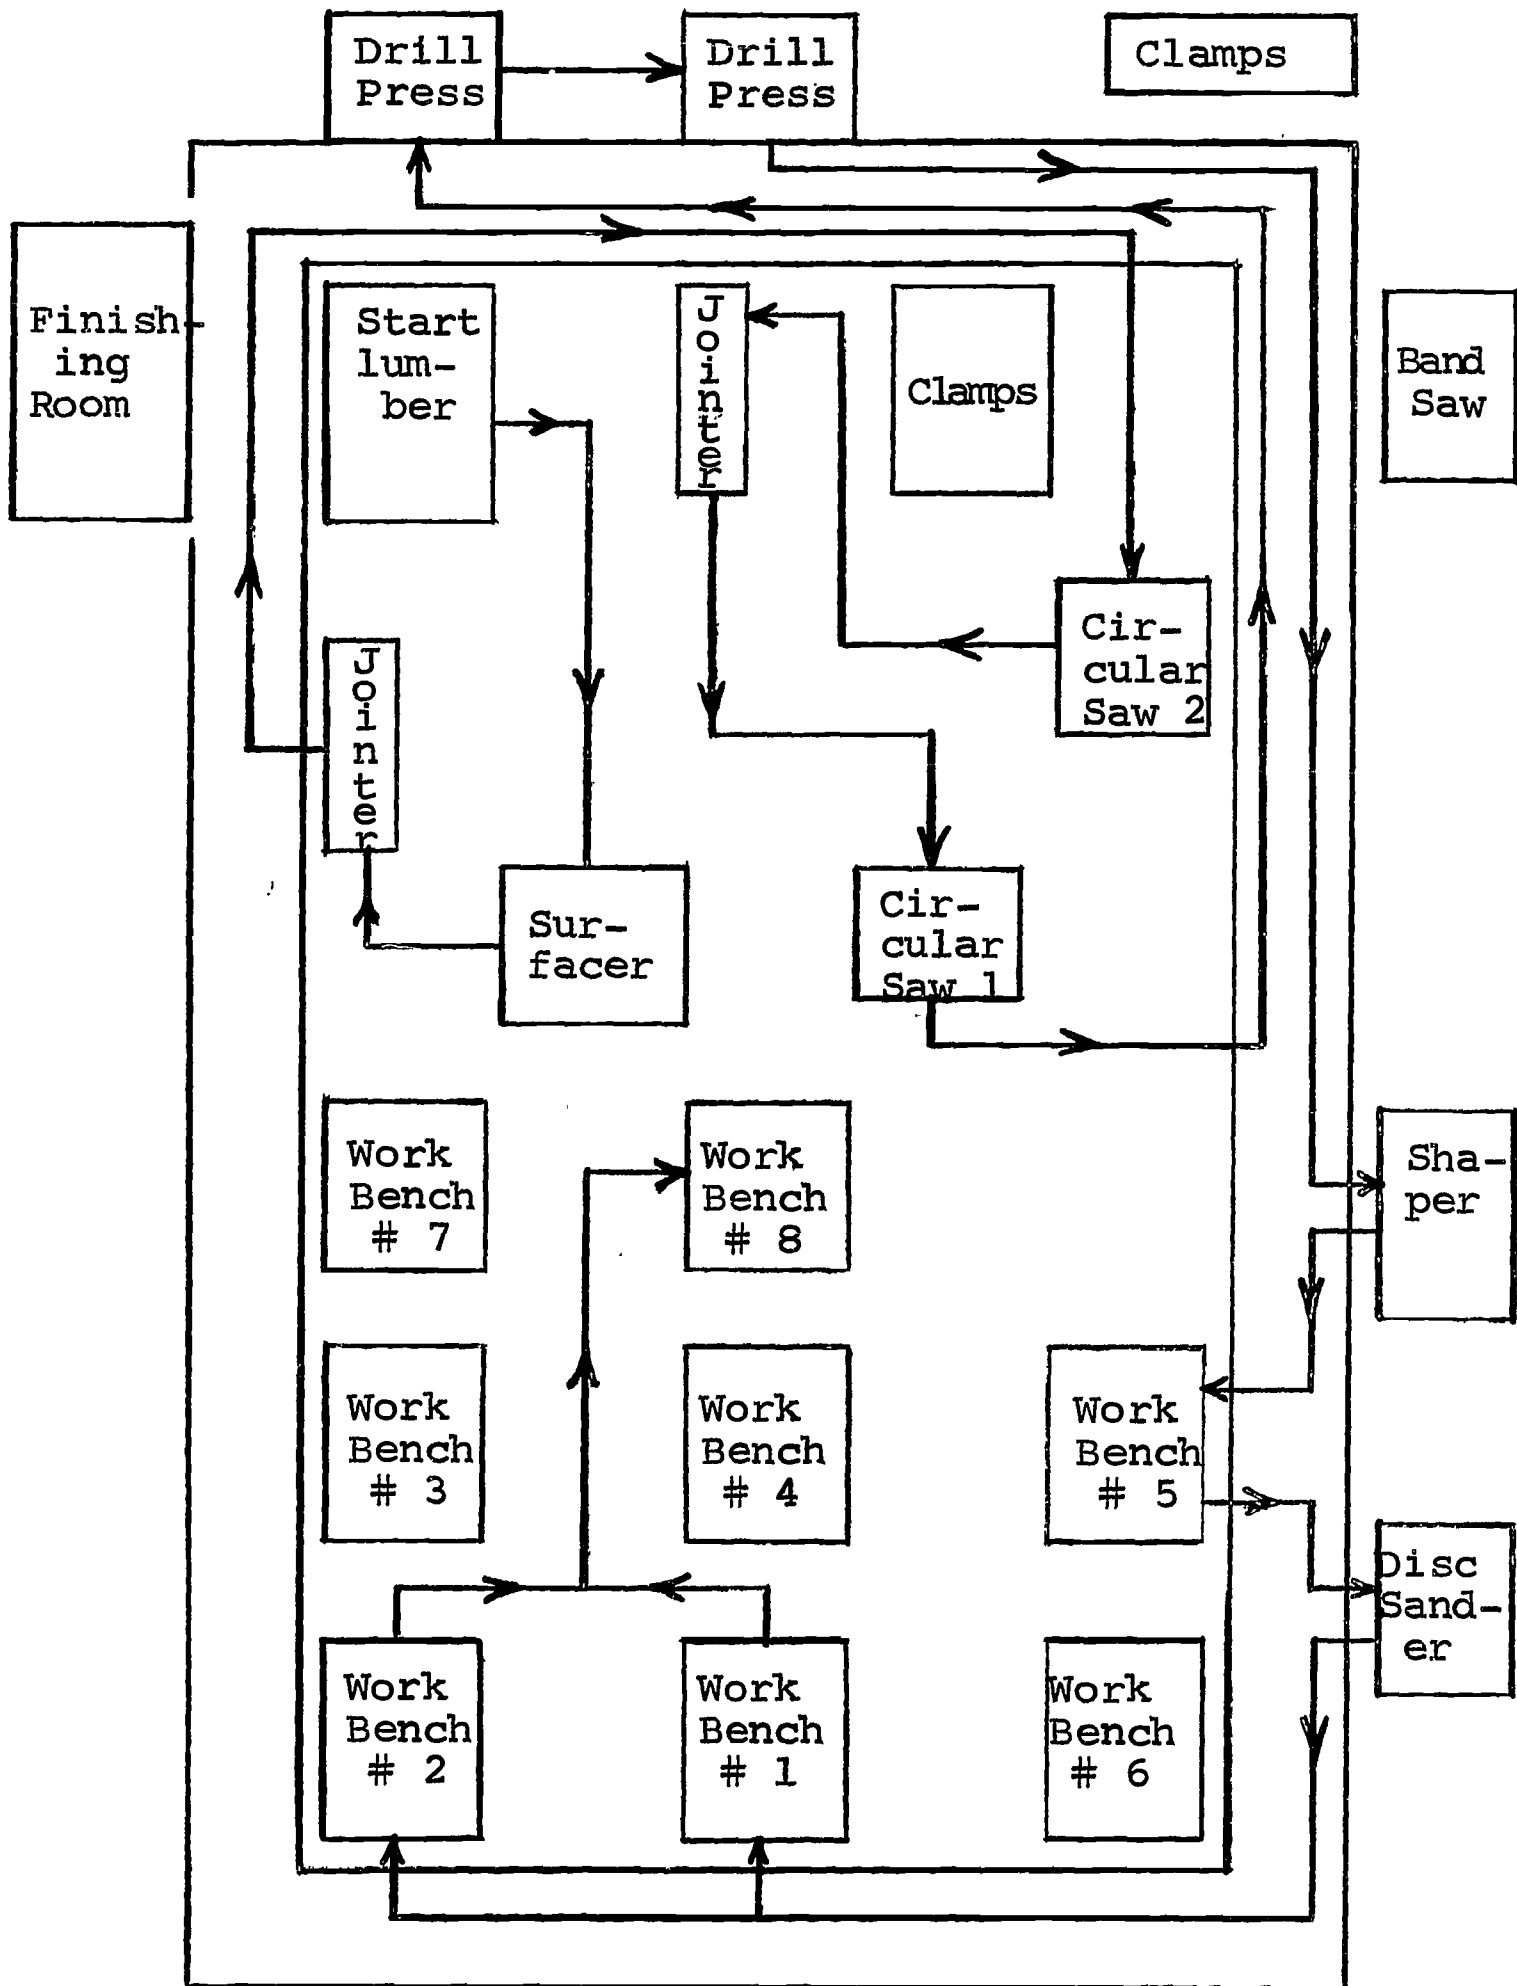 Drill
Press
Drill
Press
Clamps
Finish-
ing
Room
Start
lum-
ber
Jointer
Clamps
Band
Saw
Cir-
cular
Saw 2
Jointer
Sur-
facer
Cir-
cular
Saw 1
Work
Bench
# 7
Work
Bench
# 8
Sha-
per
Work
Bench
# 3
Work
Bench
# 4
Work
Bench
# 5
Disc
Sand-
er
Work
Bench
# 2
Work
Bench
# 1
Work
Bench
# 6